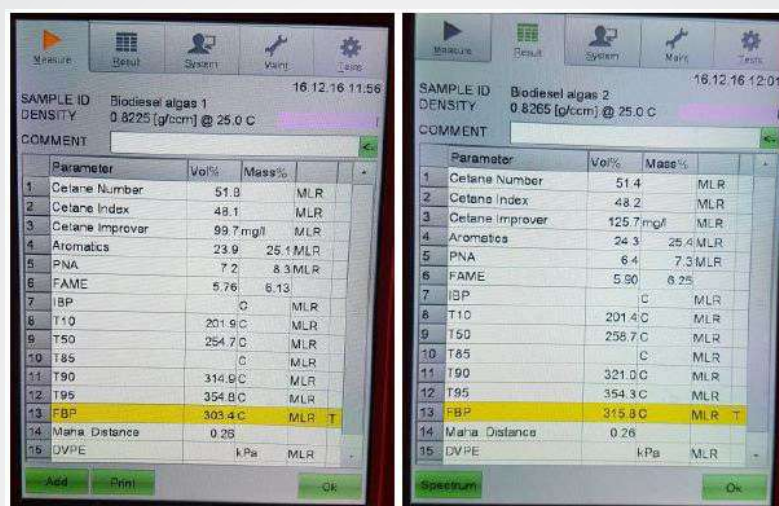 Measure Result System Maint Tests
16.12.16 11:56
SAMPLE ID Biodiesel algas 1
DENSITY 0.8225 [g/ccm] @ 25.0 C
COMMENT
Parameter Vol% Mass%
1 Cetane Number 51.8 MLR
2 Cetane Index 48.1 MLR
3 Cetane Improver 99.7 mg/l MLR
4 Aromatics 23.9 25.1 MLR
5 PNA 7.2 8.3 MLR
6 FAME 5.76 6.13
7 IBP C MLR
8 T10 201.9 C MLR
9 T50 254.7 C MLR
10 T85 C MLR
11 T90 314.9 C MLR
12 T95 354.8 C MLR
13 FBP 303.4 C MLR T
14 Maha. Distance 0.26
15 DVPE kPa MLR
Add Print Ok
Measure Result System Maint Tests
16.12.16 12:01
SAMPLE ID Biodiesel algas 2
DENSITY 0.8265 [g/ccm] @ 25.0 C
COMMENT
Parameter Vol% Mass%
1 Cetane Number 51.4 MLR
2 Cetane Index 48.2 MLR
3 Cetane Improver 125.7 mg/l MLR
4 Aromatics 24.3 25.4 MLR
5 PNA 6.4 7.3 MLR
6 FAME 5.90 6.25
7 IBP C MLR
8 T10 201.4 C MLR
9 T50 258.7 C MLR
10 T85 C MLR
11 T90 321.0 C MLR
12 T95 354.3 C MLR
13 FBP 315.8 C MLR T
14 Maha. Distance 0.26
15 DVPE kPa MLR
Spectrum Ok